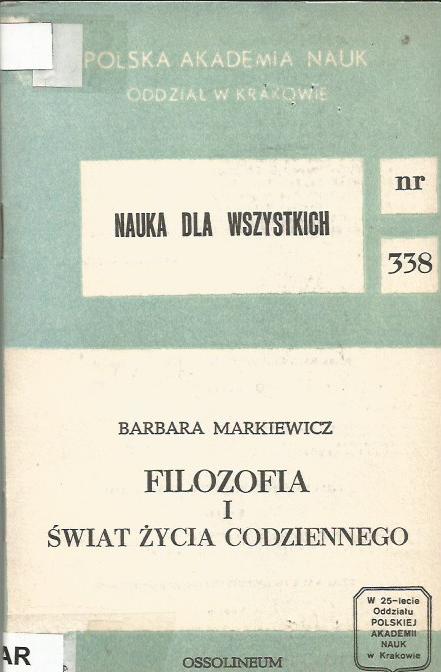 POLSKA AKADEMIA NAUK
ODDZIAŁ W KRAKOWIE
nr
NAUKA DLA WSZYSTKICH
338
BARBARA MARKIEWICZ
FILOZOFIA
I
ŚWIAT ŻYCIA CODZIENNEGO
W 25-lecie
Oddziału
POLSKIEJ
AKADEMII
NAUK
w Krakowie
AR
OSSOLINEUM